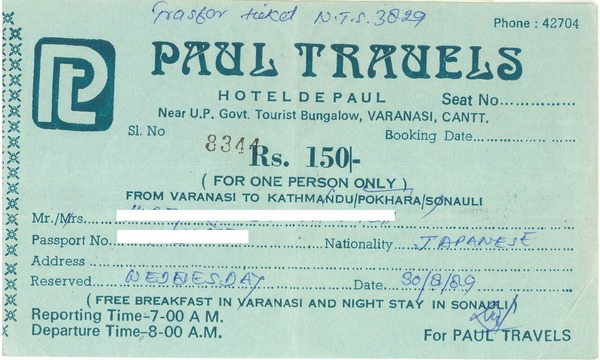 Trasfor ticket N.T.S. 3829
Phone : 42704
PAUL TRAVELS
HOTEL DE PAUL
Seat No..............
Near U.P. Govt. Tourist Bungalow, VARANASI, CANTT.
Sl. No 8344
Booking Date..............
Rs. 150/-
( FOR ONE PERSON ONLY )
FROM VARANASI TO KATHMANDU/POKHARA/SONAULI
Mr./Mrs.
Passport No.
Nationality JAPANESE
Address
Reserved WEDNESDAY Date 30/8/89
( FREE BREAKFAST IN VARANASI AND NIGHT STAY IN SONAULI )
Reporting Time-7-00 A M.
Departure Time-8-00 A.M.
For PAUL TRAVELS